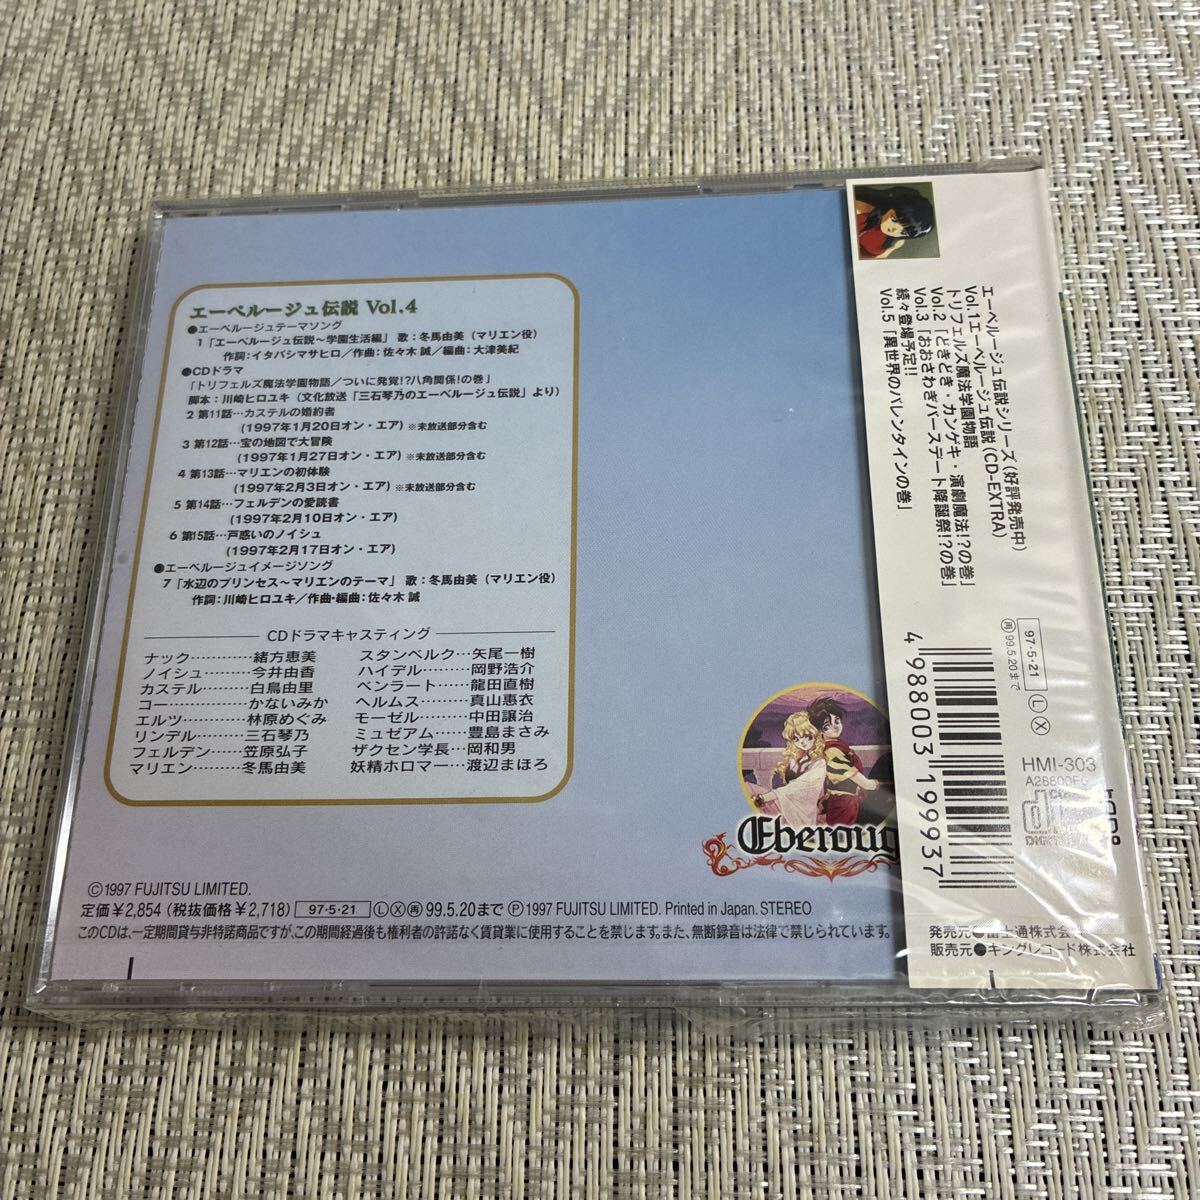 エーベルージュ伝説 Vol.4
●エーベルージュテーマソング
1「エーベルージュ伝説〜学園生活編」 歌：冬馬由美（マリエン役）
作詞：イタバシマサヒロ／作曲：佐々木 誠／編曲：大津美紀
●CDドラマ
「トリフェルズ魔法学園物語／ついに発覚!?八角関係!の巻」
脚本：川崎ヒロユキ（文化放送「三石琴乃のエーベルージュ伝説」より）
2 第11話…カステルの婚約者
（1997年1月20日オン・エア）※未放送部分含む
3 第12話…宝の地図で大冒険
（1997年1月27日オン・エア）※未放送部分含む
4 第13話…マリエンの初体験
（1997年2月3日オン・エア）※未放送部分含む
5 第14話…フェルデンの愛読書
（1997年2月10日オン・エア）
6 第15話…戸惑いのノイシュ
（1997年2月17日オン・エア）
●エーベルージュイメージソング
7「水辺のプリンセス〜マリエンのテーマ」 歌：冬馬由美（マリエン役）
作詞：川崎ヒロユキ／作曲・編曲：佐々木 誠
CDドラマキャスティング
ナック…………緒方恵美
ノイシュ………今井由香
カステル………白鳥由里
コー……………かないみか
エルツ…………林原めぐみ
リンデル………三石琴乃
フェルデン……笠原弘子
マリエン………冬馬由美
スタンベルク…矢尾一樹
ハイデル………岡野浩介
ベンラート……龍田直樹
ヘルムス………真山惠衣
モーゼル………中田譲治
ミュゼアム……豊島まさみ
ザクセン学長…岡和男
妖精ホロマー…渡辺まほろ
Eberoug
©1997 FUJITSU LIMITED.
定価￥2,854（税抜価格￥2,718） 97・5・21 Ⓛ Ⓧ ㊞ 99.5.20まで Ⓟ 1997 FUJITSU LIMITED. Printed in Japan. STEREO
このCDは、一定期間貸与非特諾商品ですが、この期間経過後も権利者の許諾なく賃貸業に使用することを禁じます。また、無断録音は法律で禁じられています。
エーベルージュ伝説シリーズ（好評発売中）
Vol.1エーベルージュ伝説（CD-EXTRA）
トリフェルズ魔法学園物語
Vol.2「どきどき・カンゲキ・演劇魔法!?の巻」
Vol.3「おおさわぎバースデート降誕祭!?の巻」
続々登場予定!!
Vol.5「異世界のバレンタインの巻」
97・5・21 Ⓛ Ⓧ
99.5.20まで
4 988003 199937
HMI-303
発売元●富士通株式会社
販売元●キングレコード株式会社